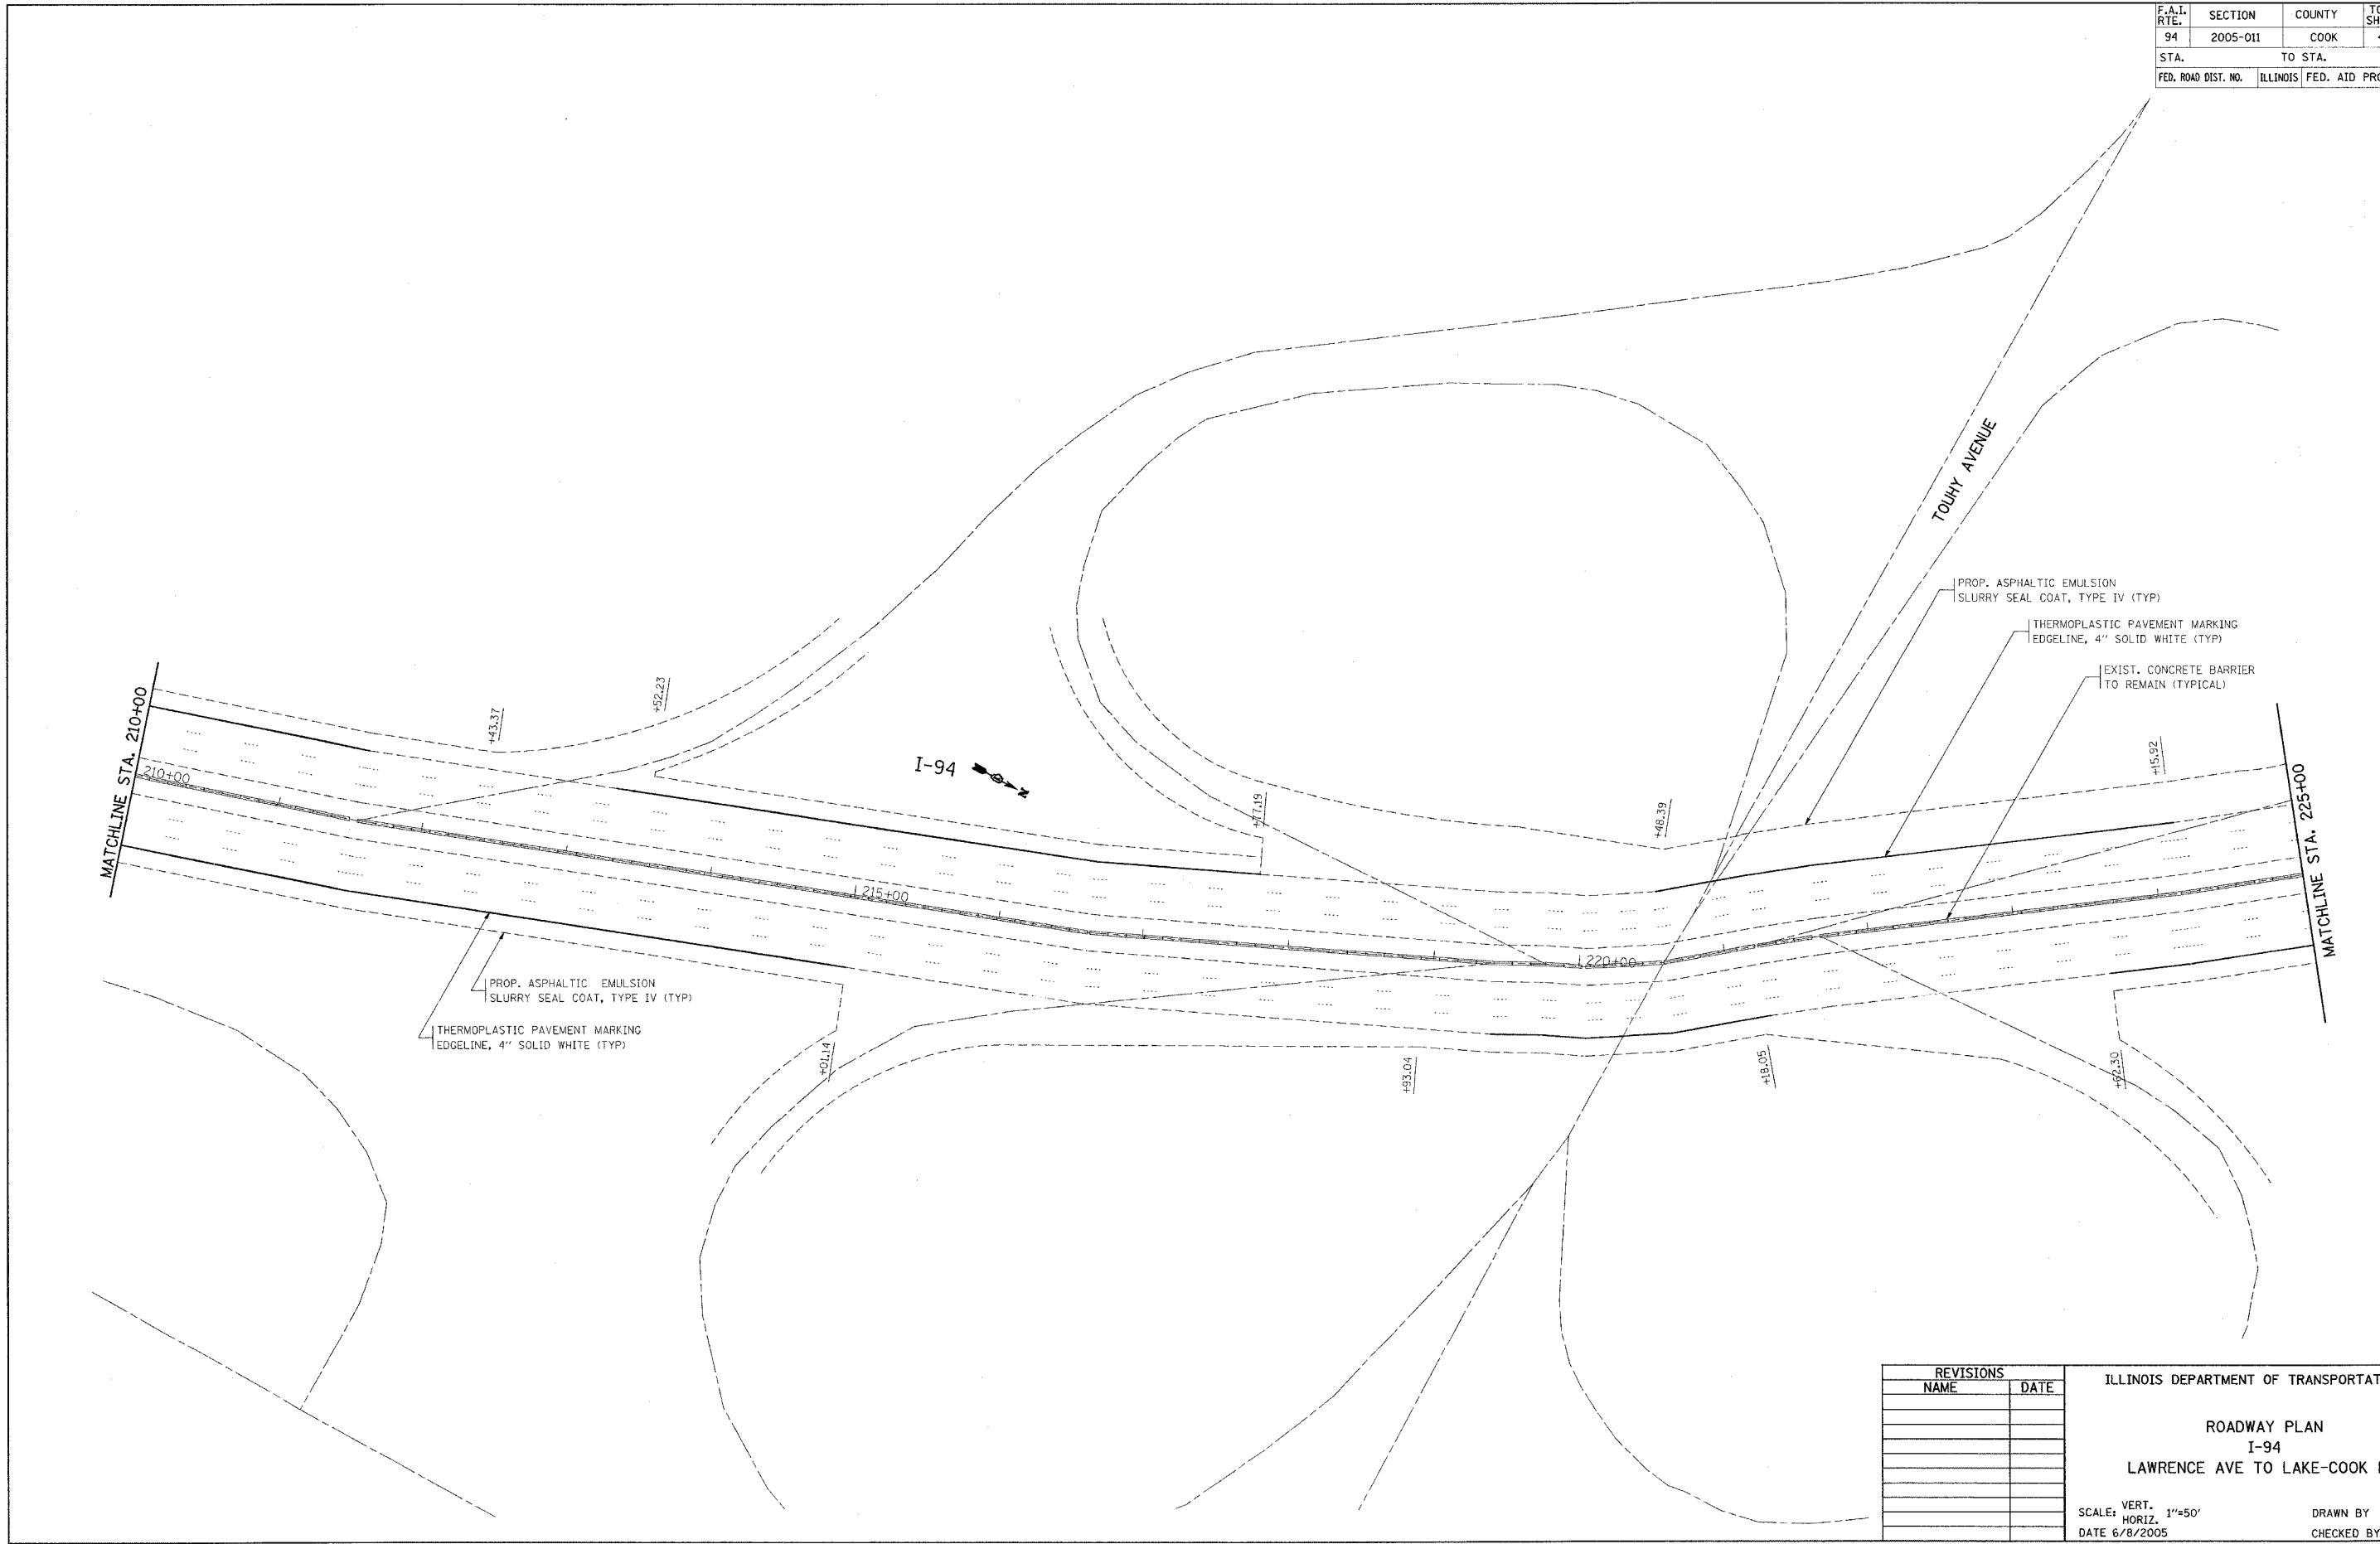 F.A.I. RTE. SECTION COUNTY
94 2005-011 COOK
STA. TO STA.
FED. ROAD DIST. NO. ILLINOIS FED. AID
TOUHY AVENUE
PROP. ASPHALTIC EMULSION
SLURRY SEAL COAT, TYPE IV (TYP)
THERMOPLASTIC PAVEMENT MARKING
EDGELINE, 4" SOLID WHITE (TYP)
EXIST. CONCRETE BARRIER
TO REMAIN (TYPICAL)
MATCHLINE STA. 210+00
210+00
+43.37
+52.23
I-94
N
+77.19
+48.39
+15.92
MATCHLINE STA. 225+00
215+00
220+00
PROP. ASPHALTIC EMULSION
SLURRY SEAL COAT, TYPE IV (TYP)
THERMOPLASTIC PAVEMENT MARKING
EDGELINE, 4" SOLID WHITE (TYP)
+01.14
+93.04
+18.05
+62.30
REVISIONS
NAME DATE
ILLINOIS DEPARTMENT OF
ROADWAY PLAN
I-94
LAWRENCE AVE TO LAKE-COOK
SCALE: VERT. HORIZ. 1"=50'
DRAWN BY
DATE 6/8/2005
CHECKED BY